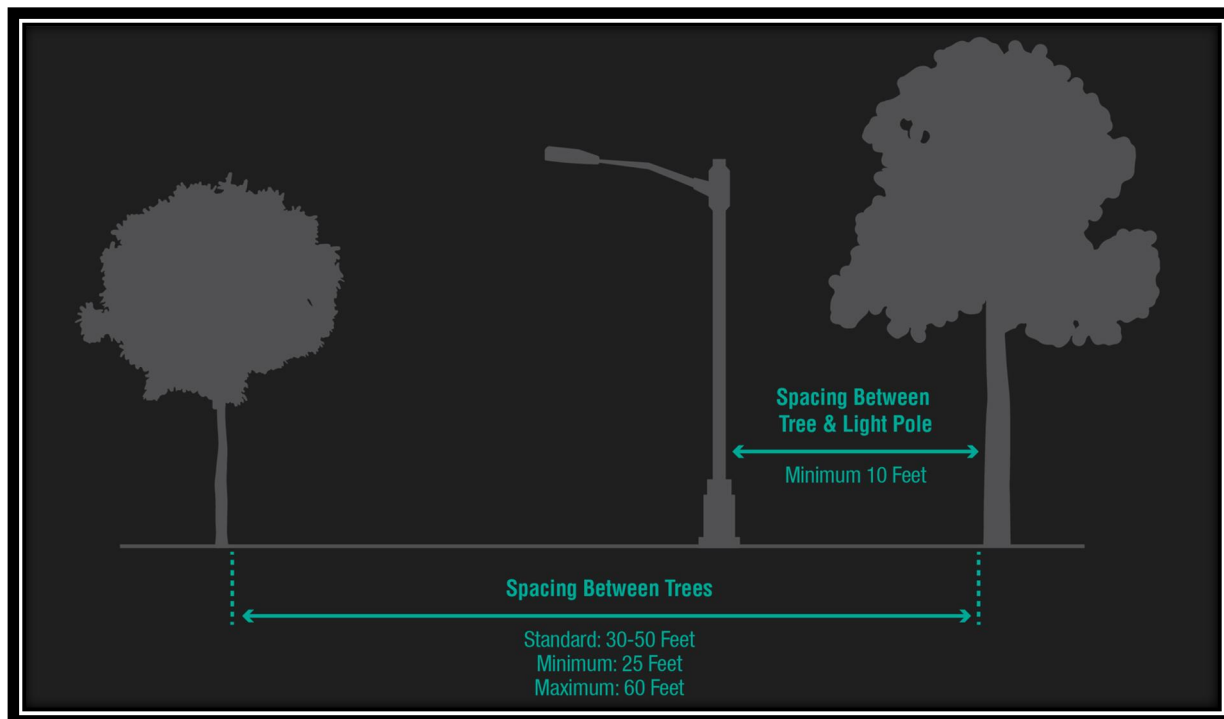 Spacing Between
Tree & Light Pole
Minimum 10 Feet
Spacing Between Trees
Standard: 30-50 Feet
Minimum: 25 Feet
Maximum: 60 Feet